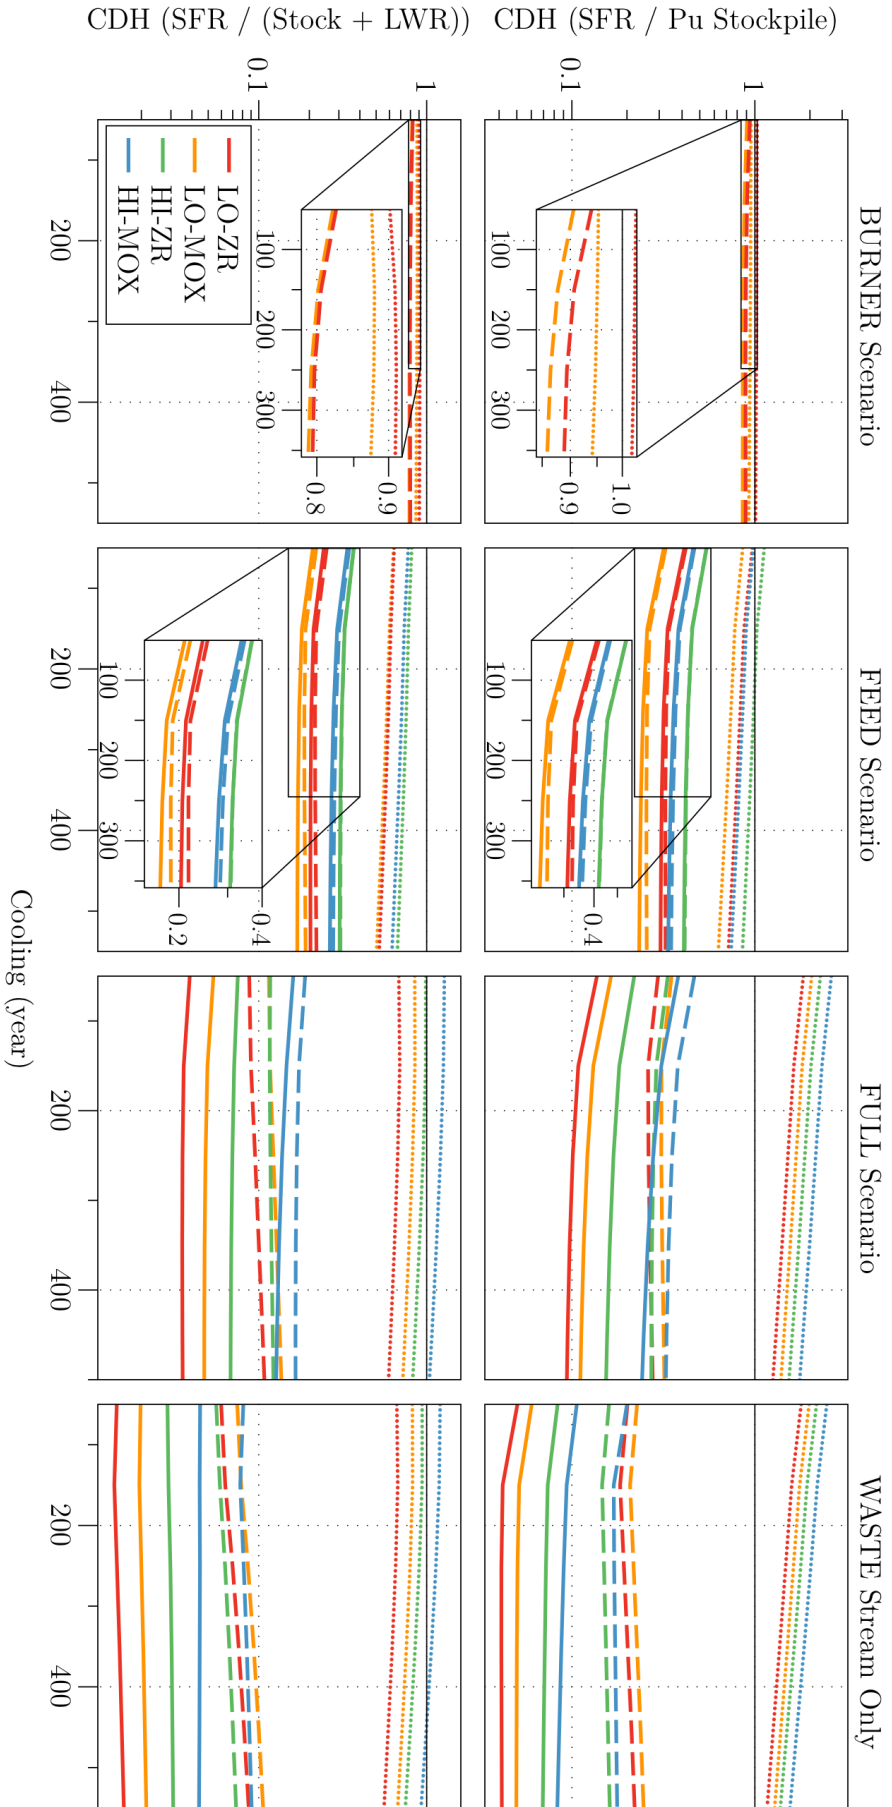 BURNER Scenario
FEED Scenario
FULL Scenario
WASTE Stream Only
CDH (SFR / Pu Stockpile)
1
0.1
1.0
0.9
100
200
300
0.4
100
200
300
CDH (SFR / (Stock + LWR))
1
0.1
0.9
0.8
100
200
300
0.4
0.2
100
200
300
LO-ZR
LO-MOX
HI-ZR
HI-MOX
200
400
200
400
200
400
200
400
Cooling (year)